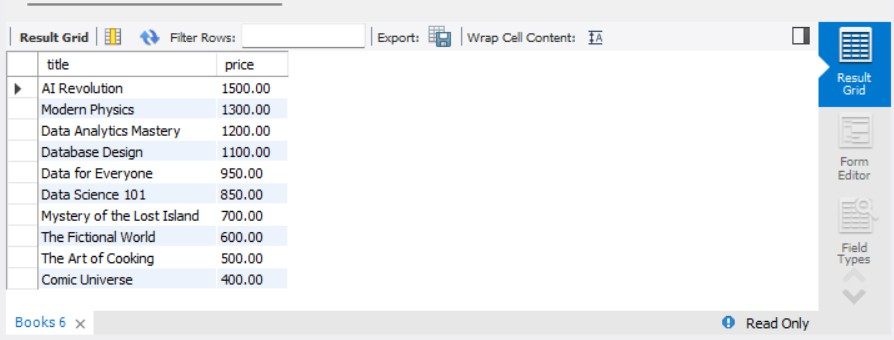 Result Grid Filter Rows: Export: Wrap Cell Content: IA
title price
AI Revolution 1500.00
Modern Physics 1300.00
Data Analytics Mastery 1200.00
Database Design 1100.00
Data for Everyone 950.00
Data Science 101 850.00
Mystery of the Lost Island 700.00
The Fictional World 600.00
The Art of Cooking 500.00
Comic Universe 400.00
Result
Grid
Form
Editor
Field
Types
Books 6 × Read Only